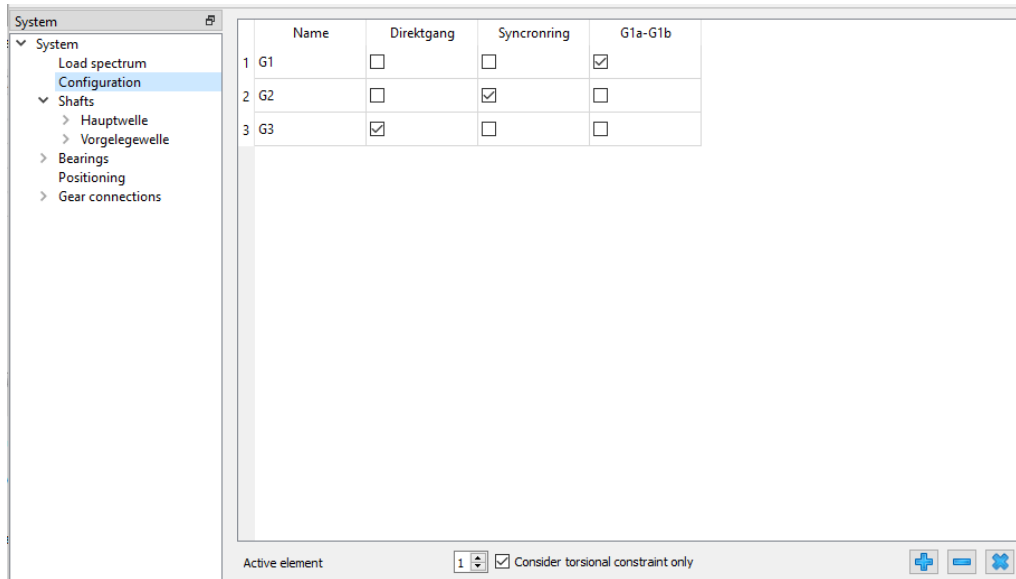 System
System
Load spectrum
Configuration
Shafts
Hauptwelle
Vorgelegewelle
Bearings
Positioning
Gear connections
Name Direktgang Syncronring G1a-G1b
1 G1
2 G2
3 G3
Active element 1 Consider torsional constraint only